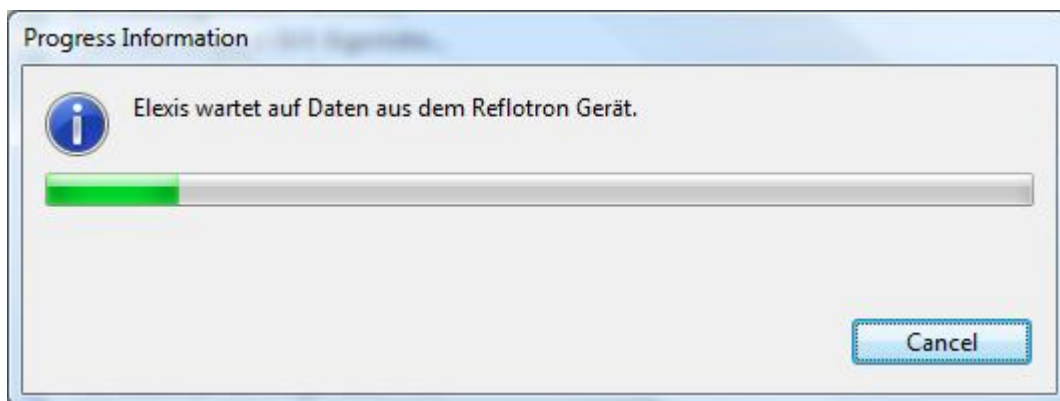 Progress Information
Elexis wartet auf Daten aus dem Reflotron Gerät.
Cancel